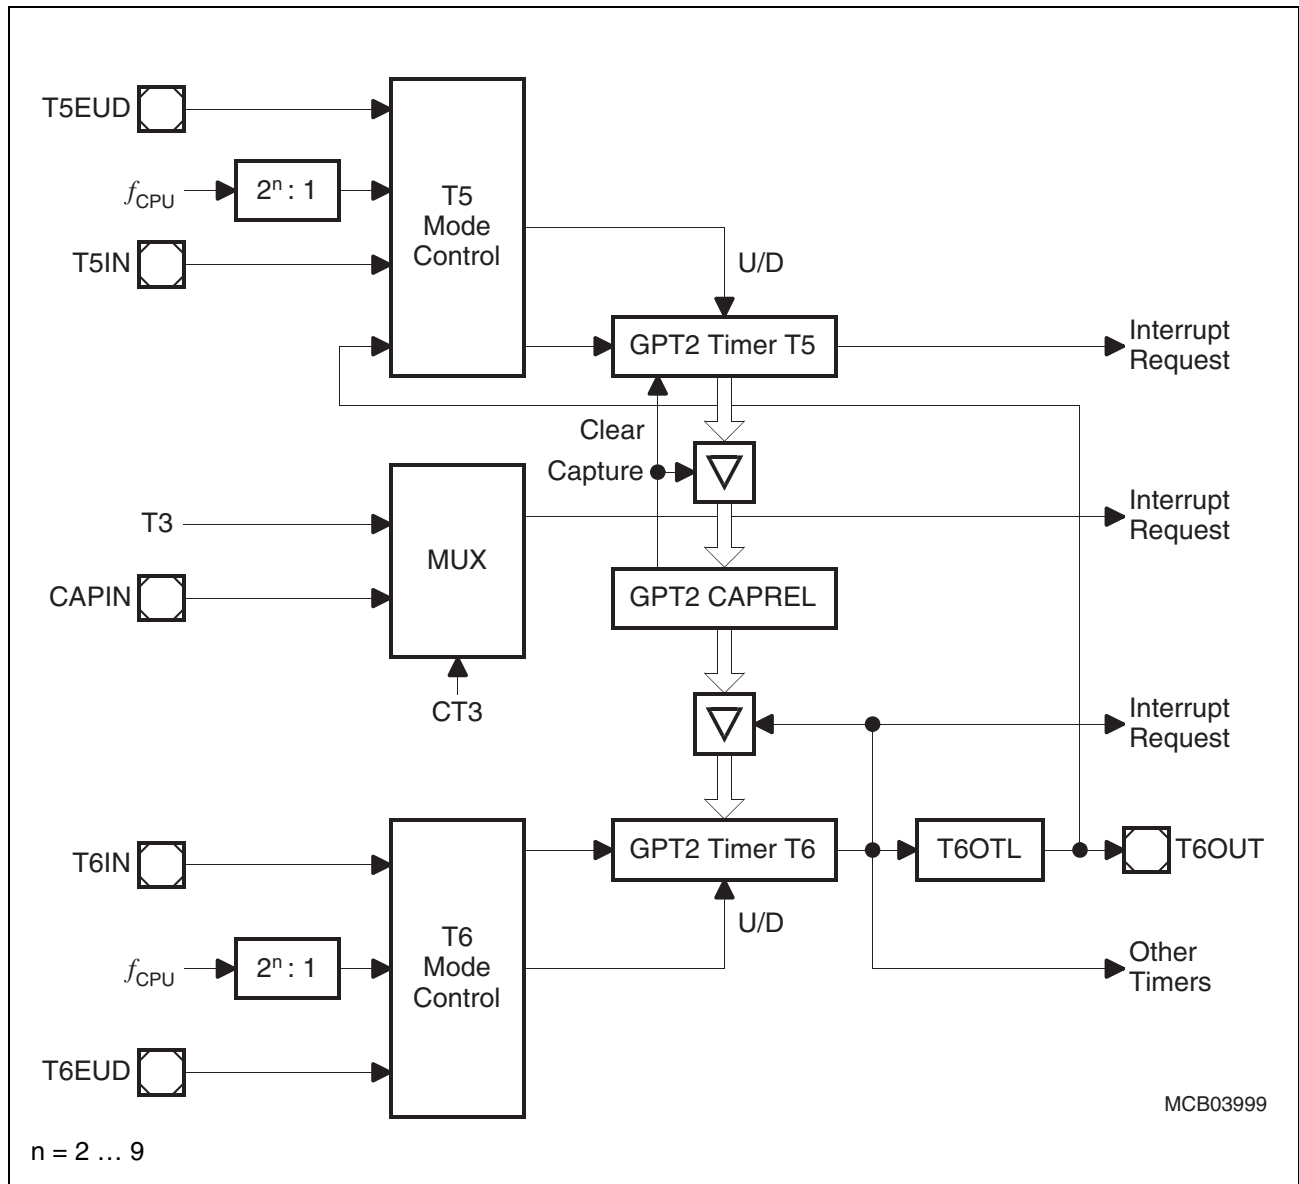 T5EUD
fCPU
2ⁿ : 1
T5IN
T5
Mode
Control
U/D
GPT2 Timer T5
Interrupt
Request
Clear
Capture
T3
CAPIN
MUX
CT3
Interrupt
Request
GPT2 CAPREL
Interrupt
Request
T6IN
fCPU
2ⁿ : 1
T6EUD
T6
Mode
Control
GPT2 Timer T6
U/D
T6OTL
T6OUT
Other
Timers
MCB03999
n = 2 … 9